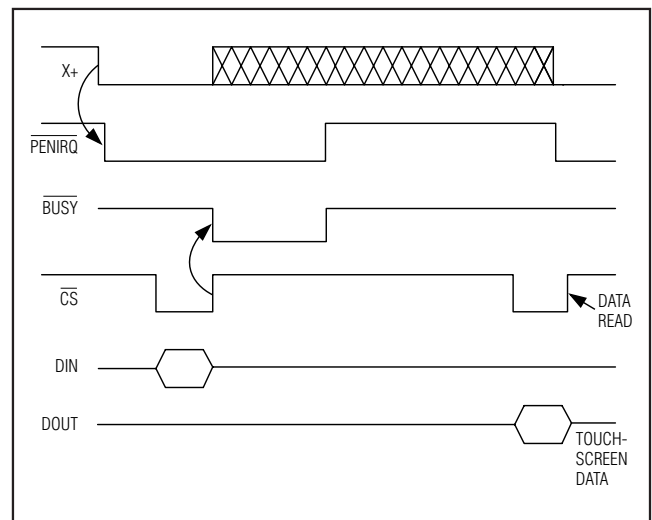 X+
PENIRQ
BUSY
CS
DATA
READ
DIN
DOUT
TOUCH-
SCREEN
DATA